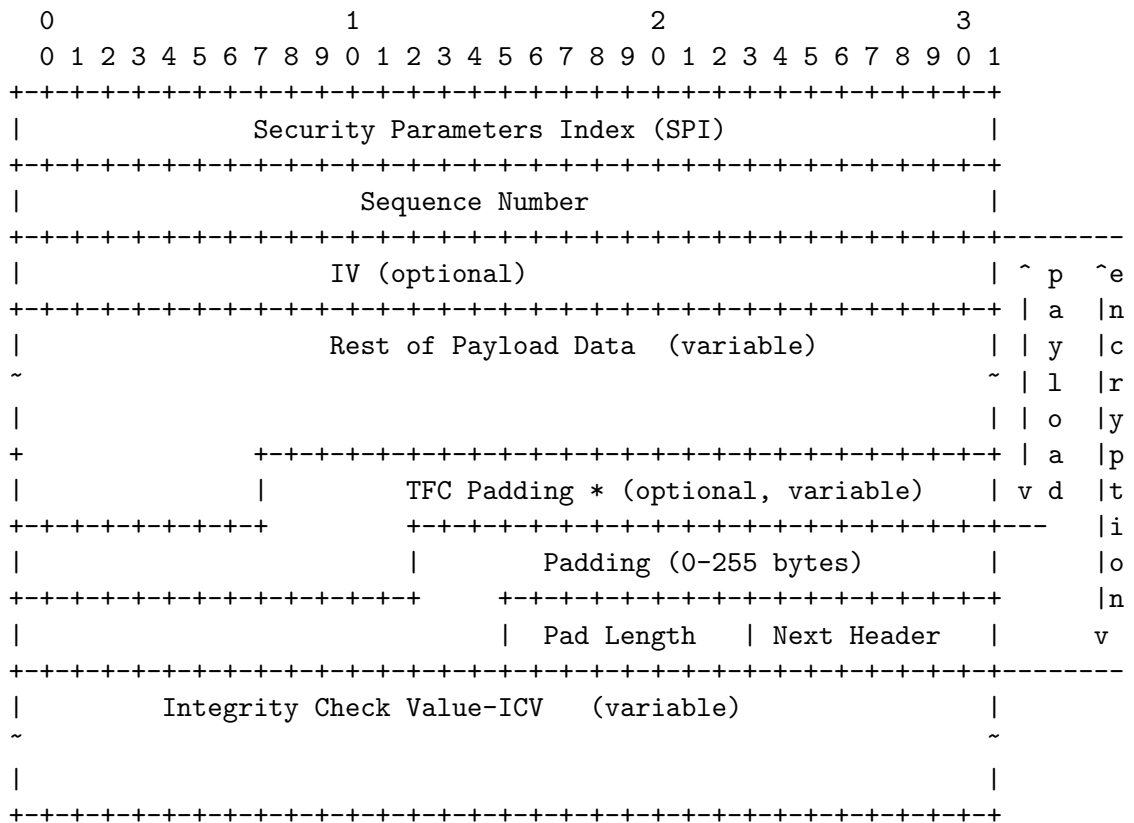 0                   1                   2                   3
 0 1 2 3 4 5 6 7 8 9 0 1 2 3 4 5 6 7 8 9 0 1 2 3 4 5 6 7 8 9 0 1
+-+-+-+-+-+-+-+-+-+-+-+-+-+-+-+-+-+-+-+-+-+-+-+-+-+-+-+-+-+-+-+-+
|               Security Parameters Index (SPI)                 |
+-+-+-+-+-+-+-+-+-+-+-+-+-+-+-+-+-+-+-+-+-+-+-+-+-+-+-+-+-+-+-+-+
|                      Sequence Number                          |
+-+-+-+-+-+-+-+-+-+-+-+-+-+-+-+-+-+-+-+-+-+-+-+-+-+-+-+-+-+-+-+-+--------
|                    IV (optional)                              | ^ p  ^e
+-+-+-+-+-+-+-+-+-+-+-+-+-+-+-+-+-+-+-+-+-+-+-+-+-+-+-+-+-+-+-+-+ | a  |n
|                    Rest of Payload Data  (variable)           | | y  |c
~                                                               ~ | l  |r
|                                                               | | o  |y
+               +-+-+-+-+-+-+-+-+-+-+-+-+-+-+-+-+-+-+-+-+-+-+-+-+ | a  |p
|               |         TFC Padding * (optional, variable)    | v d  |t
+-+-+-+-+-+-+-+-+         +-+-+-+-+-+-+-+-+-+-+-+-+-+-+-+-+-+-+-+---   |i
|                         |        Padding (0-255 bytes)        |      |o
+-+-+-+-+-+-+-+-+-+-+-+-+-+     +-+-+-+-+-+-+-+-+-+-+-+-+-+-+-+-+      |n
|                               |  Pad Length   | Next Header   |      v
+-+-+-+-+-+-+-+-+-+-+-+-+-+-+-+-+-+-+-+-+-+-+-+-+-+-+-+-+-+-+-+-+--------
|         Integrity Check Value-ICV   (variable)                |
~                                                               ~
|                                                               |
+-+-+-+-+-+-+-+-+-+-+-+-+-+-+-+-+-+-+-+-+-+-+-+-+-+-+-+-+-+-+-+-+